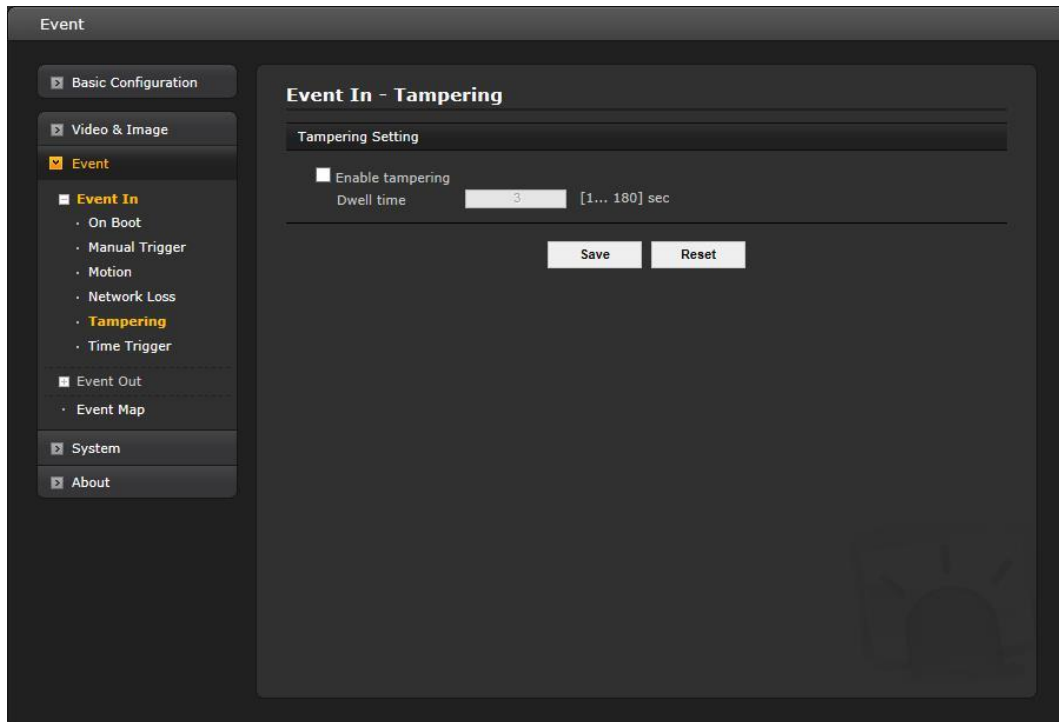 Event
Basic Configuration
Video & Image
Event
Event In
· On Boot
· Manual Trigger
· Motion
· Network Loss
· Tampering
· Time Trigger
Event Out
· Event Map
System
About
Event In - Tampering
Tampering Setting
Enable tampering
Dwell time 3 [1... 180] sec
Save Reset